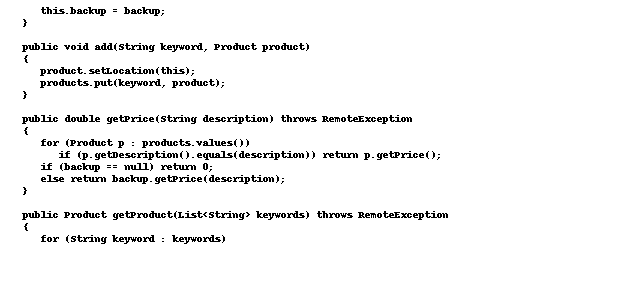 this.backup = backup;
}
public void add(String keyword, Product product)
{
product.setLocation(this);
products.put(keyword, product);
}
public double getPrice(String description) throws RemoteException
{
for (Product p : products.values())
if (p.getDescription().equals(description)) return p.getPrice();
if (backup == null) return 0;
else return backup.getPrice(description);
}
public Product getProduct(List<String> keywords) throws RemoteException
{
for (String keyword : keywords)